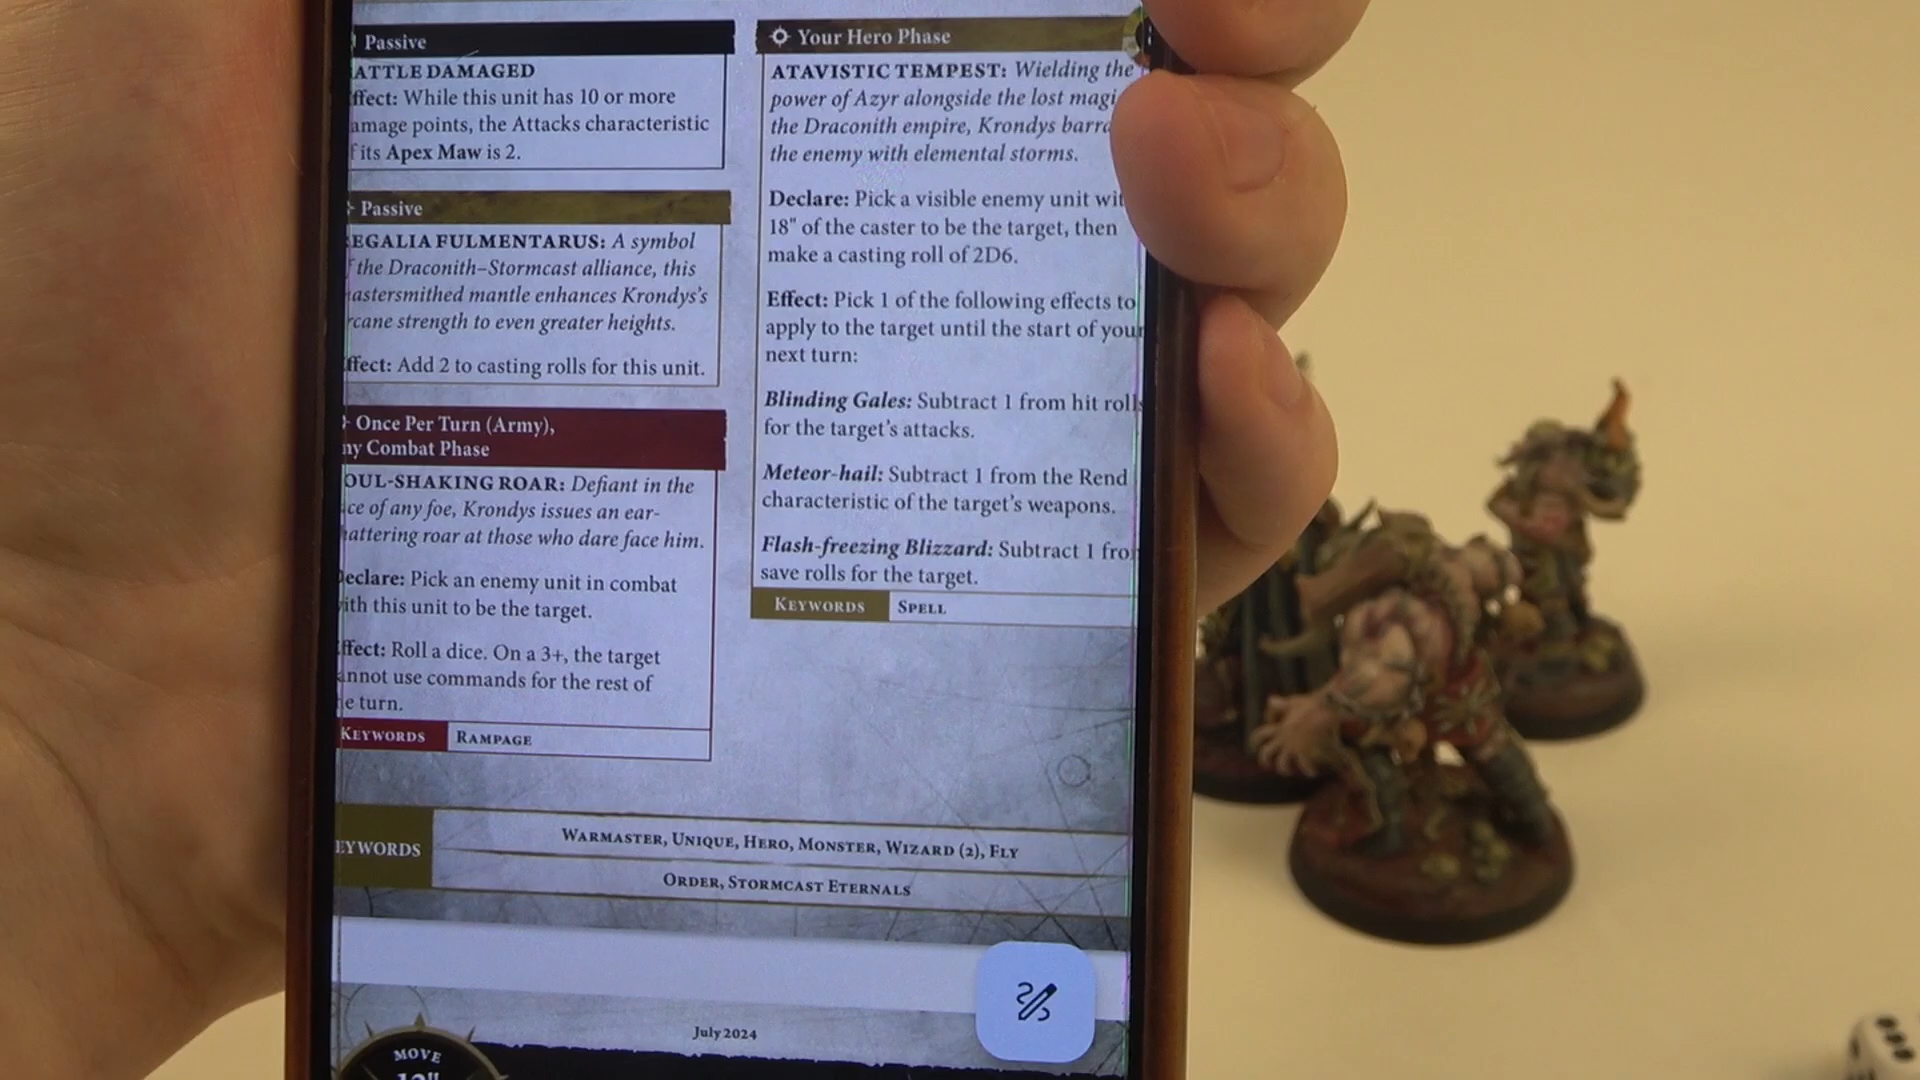 Passive
ATTLE DAMAGED
ffect: While this unit has 10 or more
amage points, the Attacks characteristic
f its Apex Maw is 2.
Passive
EGALIA FULMENTARUS: A symbol
f the Draconith–Stormcast alliance, this
astersmithed mantle enhances Krondys's
rcane strength to even greater heights.
ffect: Add 2 to casting rolls for this unit.
Once Per Turn (Army),
ny Combat Phase
OUL-SHAKING ROAR: Defiant in the
ce of any foe, Krondys issues an ear-
hattering roar at those who dare face him.
Declare: Pick an enemy unit in combat
with this unit to be the target.
ffect: Roll a dice. On a 3+, the target
annot use commands for the rest of
e turn.
KEYWORDS RAMPAGE
Your Hero Phase
ATAVISTIC TEMPEST: Wielding the
power of Azyr alongside the lost magi
the Draconith empire, Krondys barra
the enemy with elemental storms.
Declare: Pick a visible enemy unit wit
18" of the caster to be the target, then
make a casting roll of 2D6.
Effect: Pick 1 of the following effects to
apply to the target until the start of your
next turn:
Blinding Gales: Subtract 1 from hit rolls
for the target's attacks.
Meteor-hail: Subtract 1 from the Rend
characteristic of the target's weapons.
Flash-freezing Blizzard: Subtract 1 from
save rolls for the target.
KEYWORDS SPELL
EYWORDS
WARMASTER, UNIQUE, HERO, MONSTER, WIZARD (2), FLY
ORDER, STORMCAST ETERNALS
July 2024
MOVE
12"